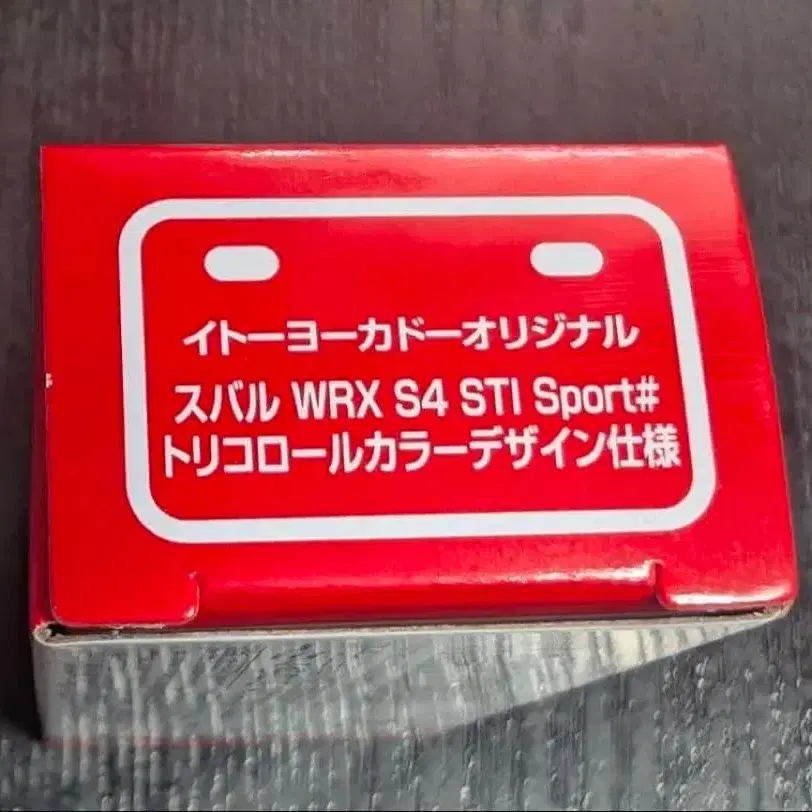 イトーヨーカドーオリジナル
スバル WRX S4 STI Sport#
トリコロールカラーデザイン仕様